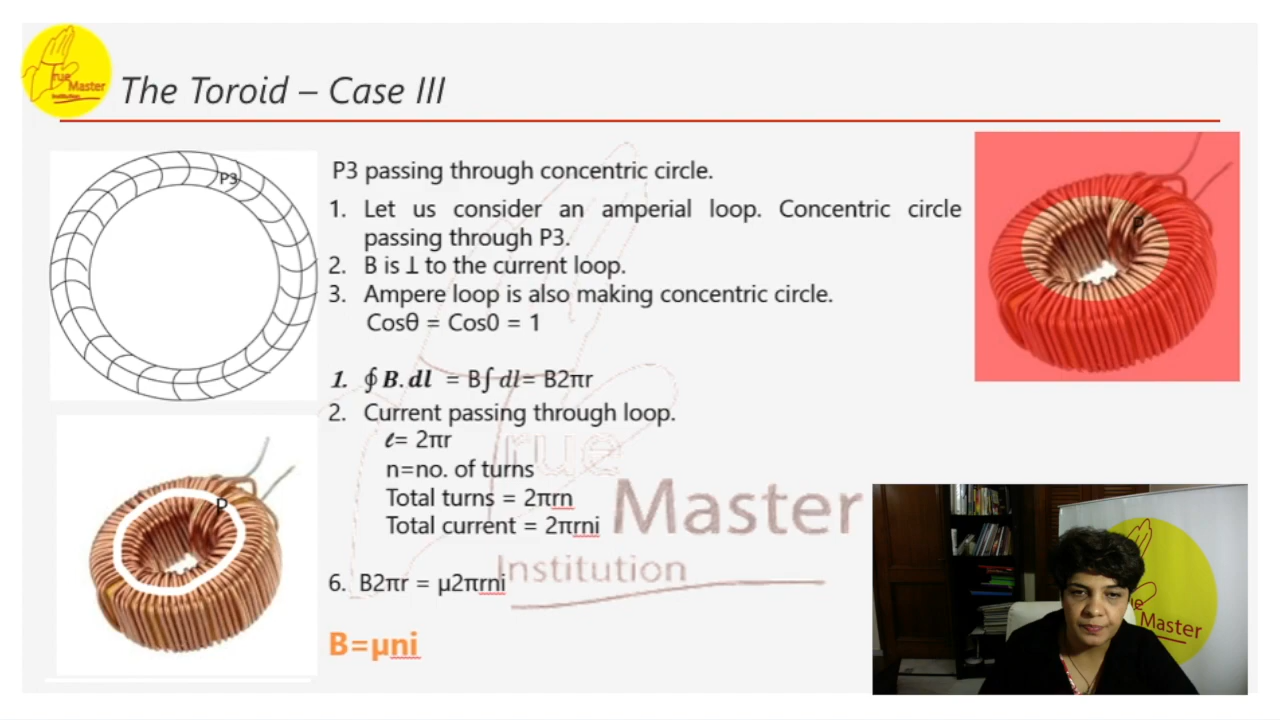 rue
Master
Institution
The Toroid – Case III
P3
P3 passing through concentric circle.
1. Let us consider an amperial loop. Concentric circle
passing through P3.
2. B is ⊥ to the current loop.
3. Ampere loop is also making concentric circle.
Cosθ = Cos0 = 1
1. ∮ B. dl = B∫ dl= B2πr
2. Current passing through loop.
ℓ= 2πr
n=no. of turns
Total turns = 2πrn
Total current = 2πrni
6. B2πr = μ2πrni
B=μni
P
P
rue
Master
Institution
Master